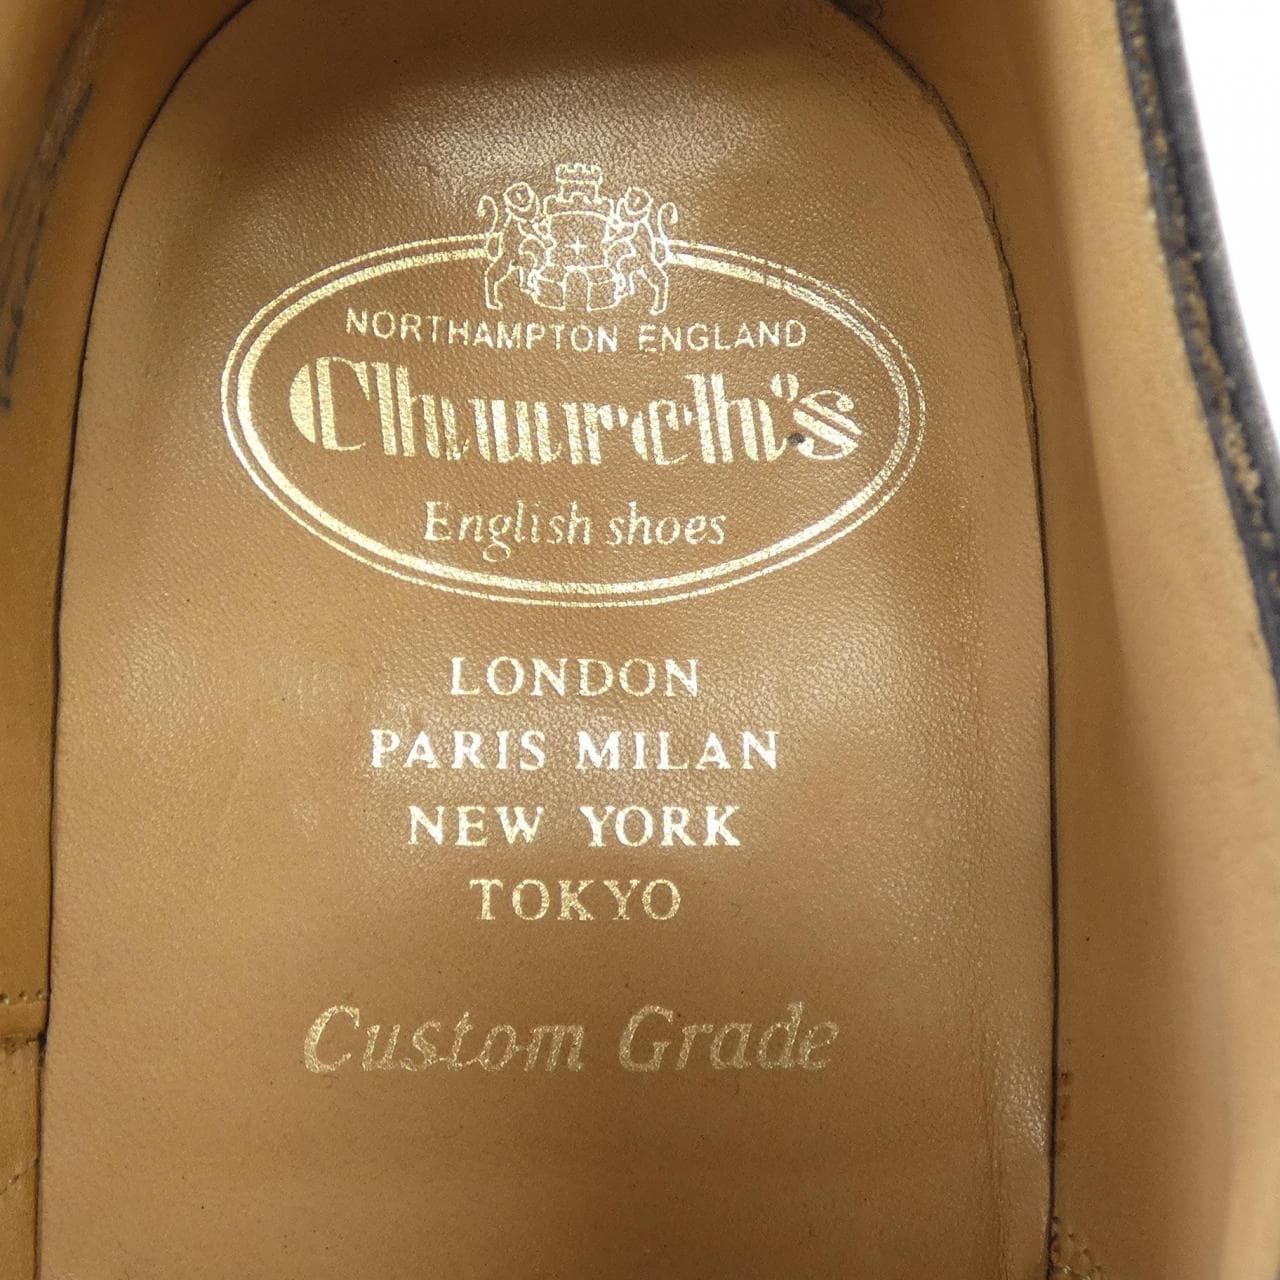 NORTHAMPTON ENGLAND
Church's
English shoes
LONDON
PARIS MILAN
NEW YORK
TOKYO
Custom Grade